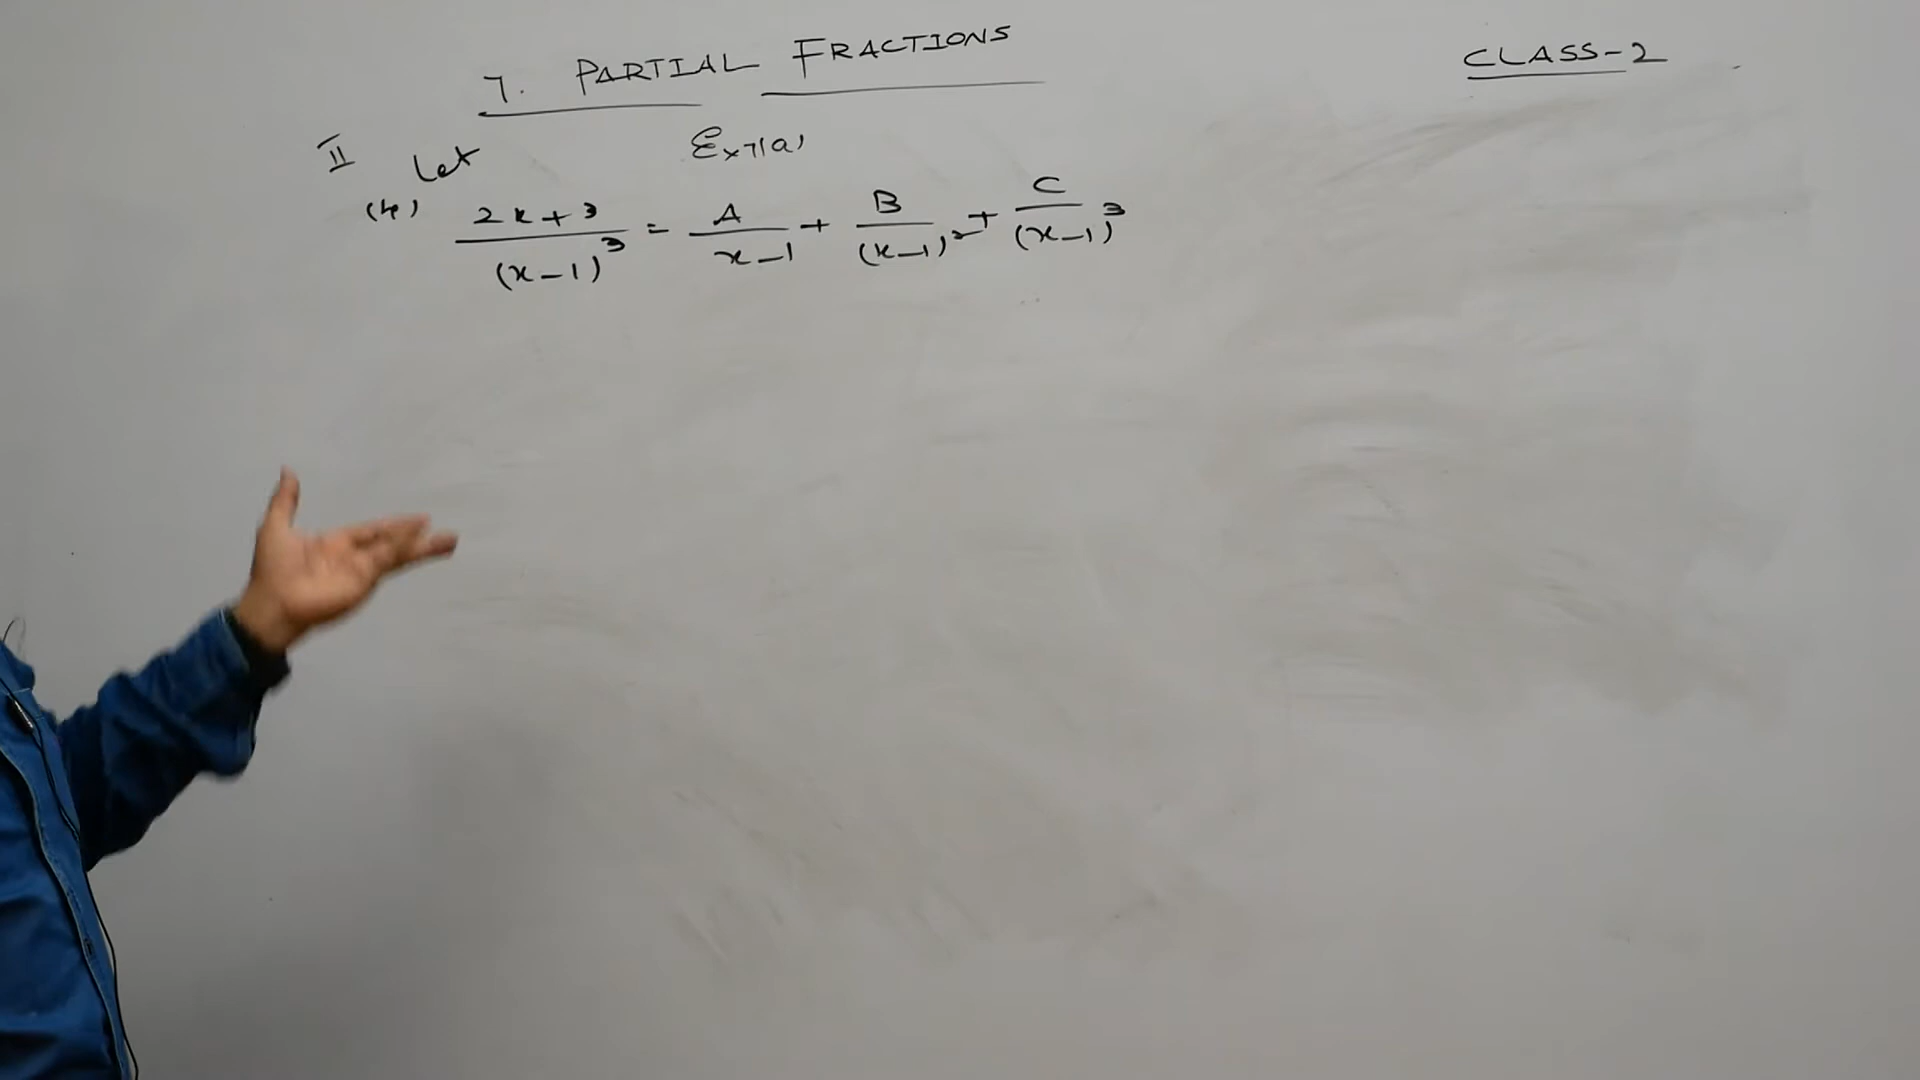 7. PARTIAL FRACTIONS
CLASS-2
Ex 7(a)
II Let
(4) (2x+3)/(x-1)^3 = A/(x-1) + B/(x-1)^2 + C/(x-1)^3